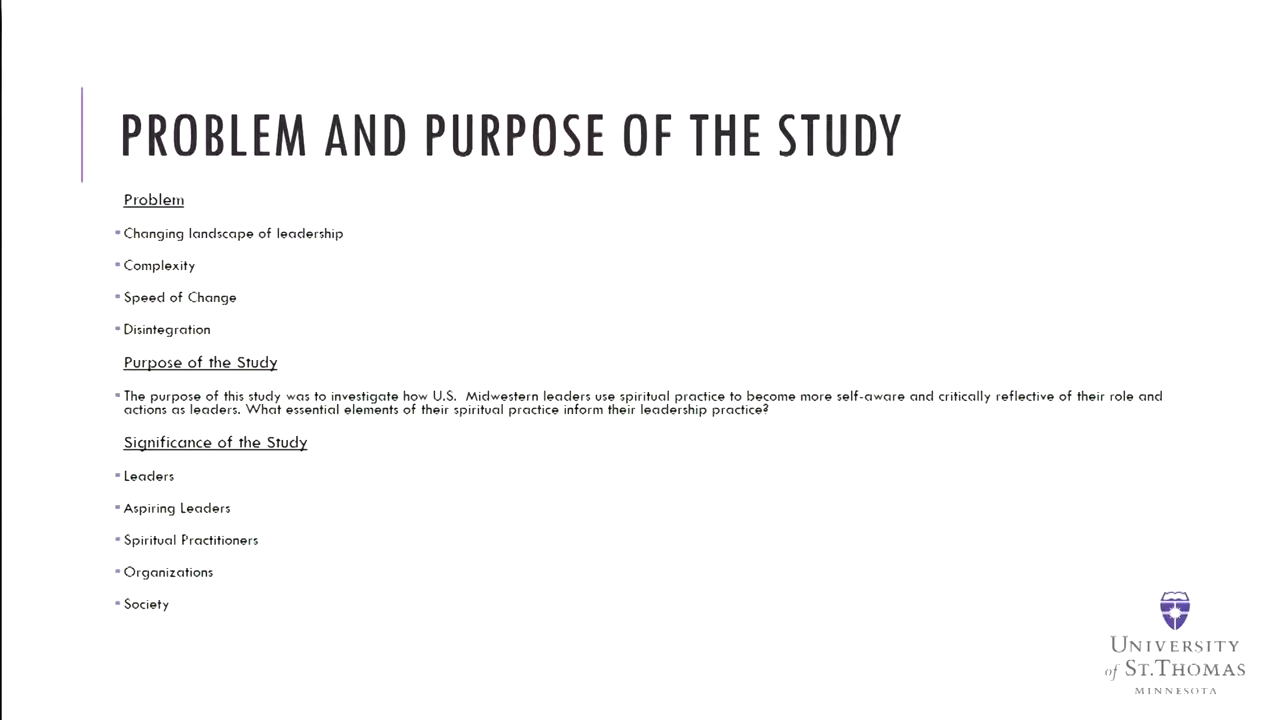 PROBLEM AND PURPOSE OF THE STUDY
Problem
Changing landscape of leadership
Complexity
Speed of Change
Disintegration
Purpose of the Study
The purpose of this study was to investigate how U.S.  Midwestern leaders use spiritual practice to become more self-aware and critically reflective of their role and
actions as leaders. What essential elements of their spiritual practice inform their leadership practice?
Significance of the Study
Leaders
Aspiring Leaders
Spiritual Practitioners
Organizations
Society
UNIVERSITY
of ST.THOMAS
MINNESOTA